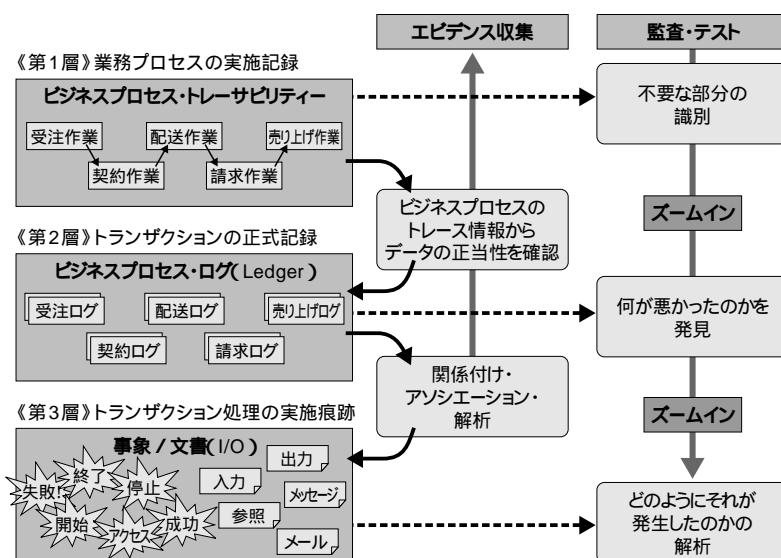 エビデンス収集
監査・テスト
《第1層》業務プロセスの実施記録
ビジネスプロセス・トレーサビリティー
受注作業
配送作業
売り上げ作業
契約作業
請求作業
不要な部分の
識別
ビジネスプロセスの
トレース情報から
データの正当性を確認
ズームイン
《第2層》トランザクションの正式記録
ビジネスプロセス・ログ(Ledger)
受注ログ
配送ログ
売り上げログ
契約ログ
請求ログ
何が悪かったのかを
発見
関係付け・
アソシエーション・
解析
ズームイン
《第3層》トランザクション処理の実施痕跡
事象/文書(I/O)
失敗!
終了
停止
開始
アクセス
成功
出力
入力
メッセージ
参照
メール
どのようにそれが
発生したのかの
解析